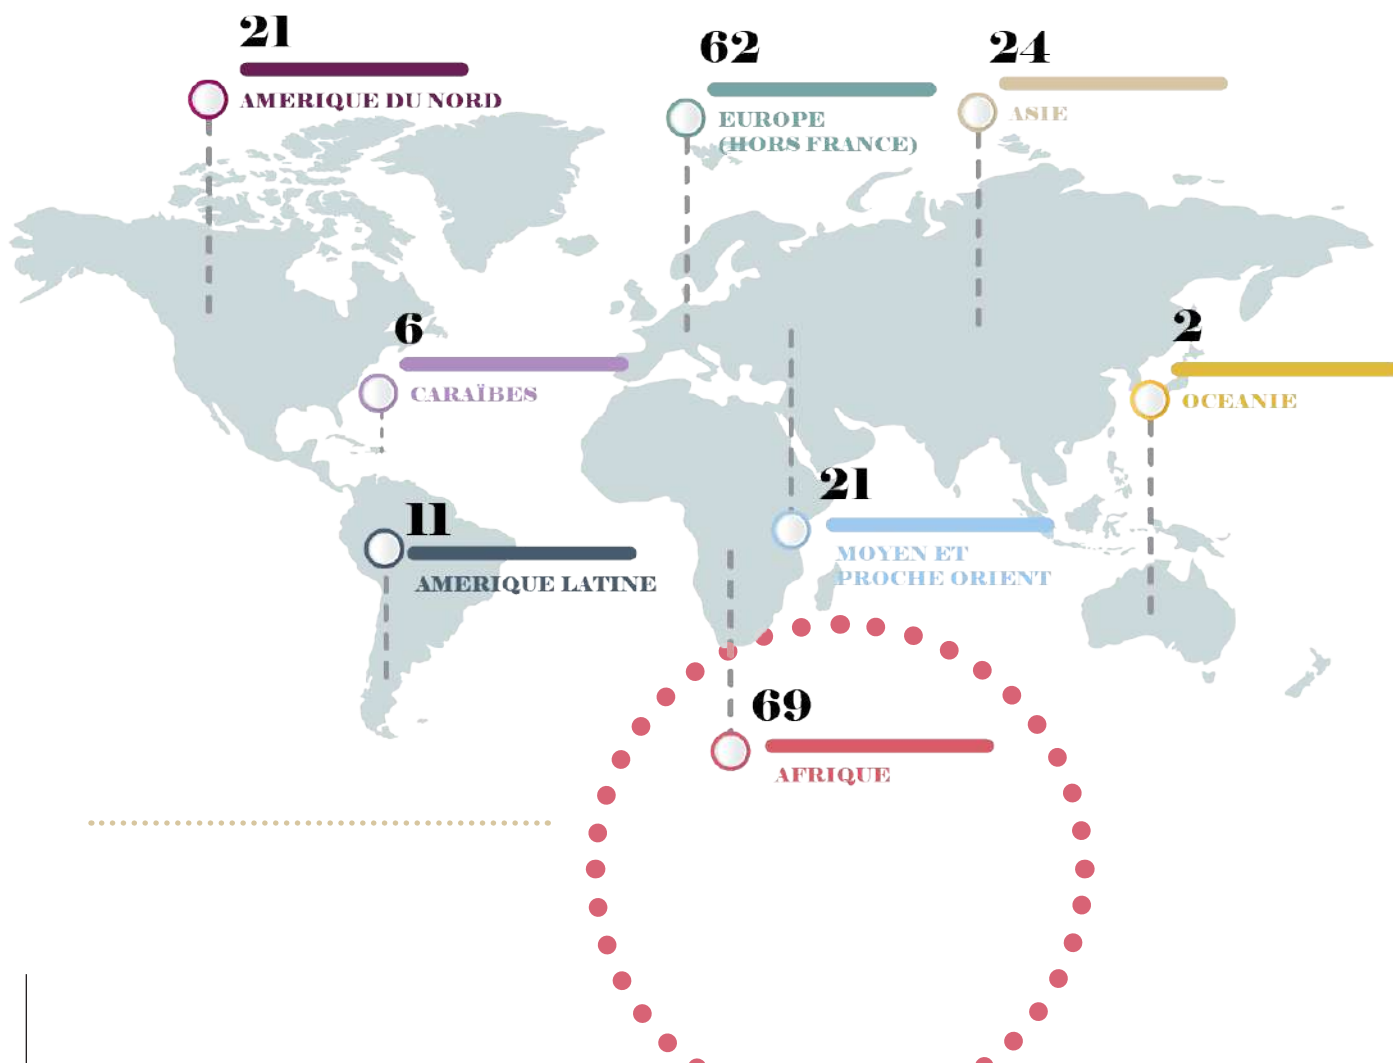 21
AMERIQUE DU NORD
62
EUROPE
(HORS FRANCE)
24
ASIE
6
CARAÏBES
2
OCEANIE
21
MOYEN ET
PROCHE ORIENT
11
AMERIQUE LATINE
69
AFRIQUE